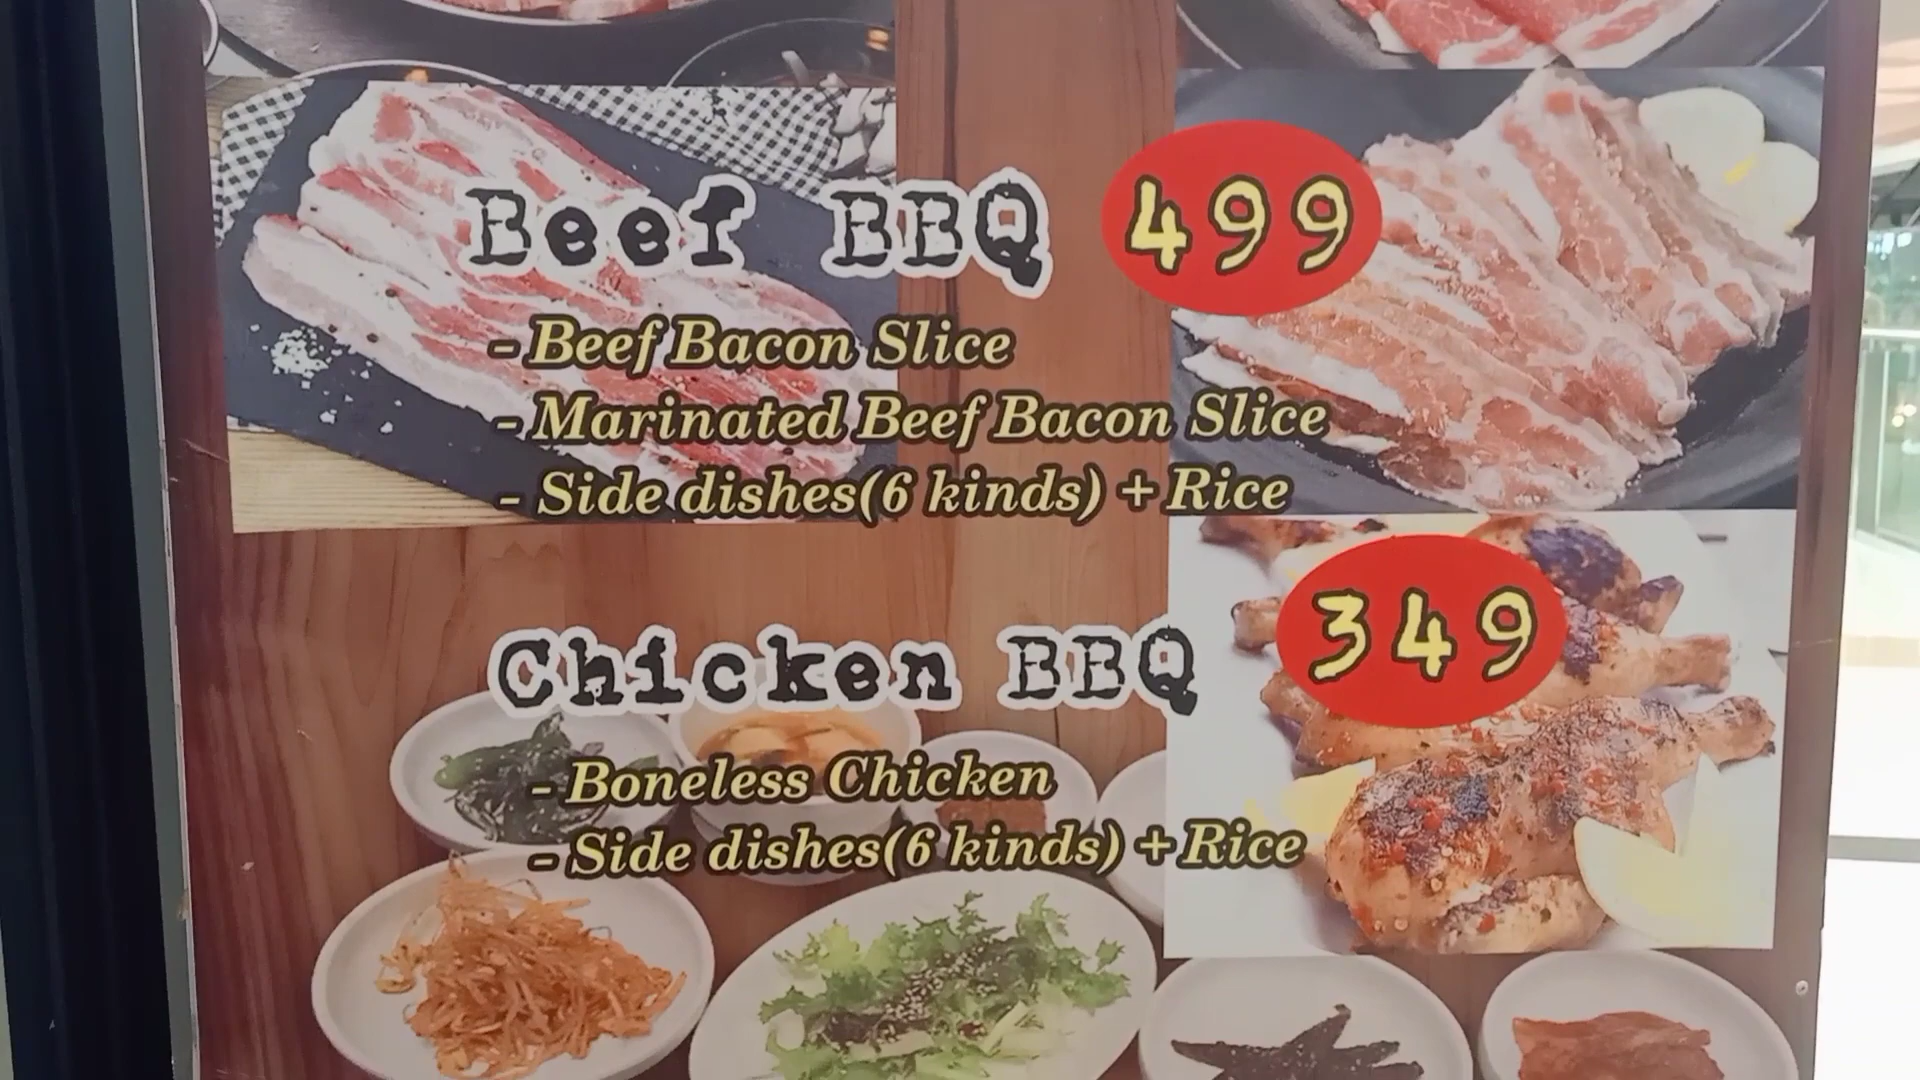 Beef BBQ 499
- Beef Bacon Slice
- Marinated Beef Bacon Slice
- Side dishes(6 kinds) + Rice
Chicken BBQ 349
- Boneless Chicken
- Side dishes(6 kinds) + Rice